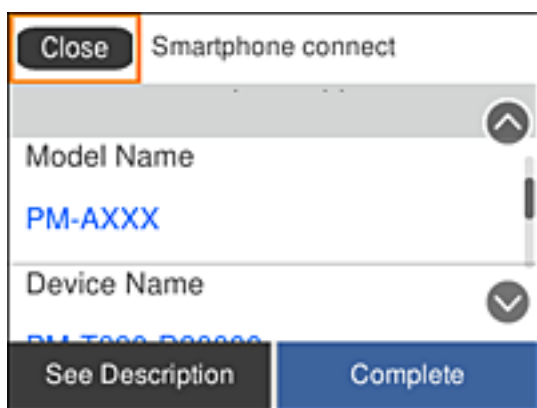 Close Smartphone connect
Model Name
PM-AXXX
Device Name
See Description Complete